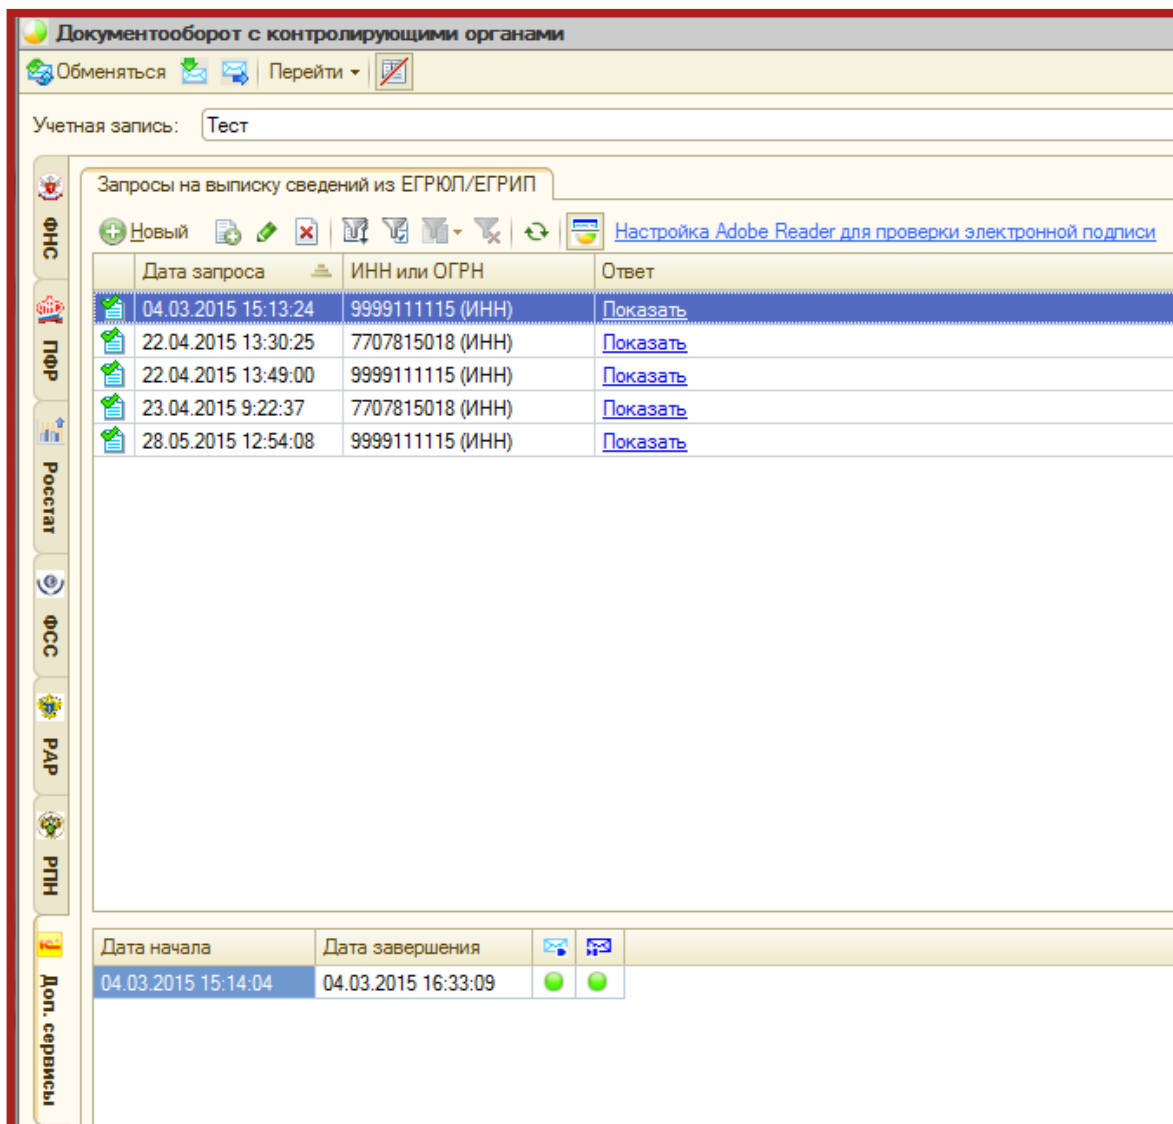 Документооборот с контролирующими органами
Обменяться Перейти
Учетная запись: Тест
Запросы на выписку сведений из ЕГРЮЛ/ЕГРИП
Новый Настройка Adobe Reader для проверки электронной подписи
Дата запроса ИНН или ОГРН Ответ
04.03.2015 15:13:24 9999111115 (ИНН) Показать
22.04.2015 13:30:25 7707815018 (ИНН) Показать
22.04.2015 13:49:00 9999111115 (ИНН) Показать
23.04.2015 9:22:37 7707815018 (ИНН) Показать
28.05.2015 12:54:08 9999111115 (ИНН) Показать
ФНС
ПФР
Росстат
ФСС
РАР
РПН
Доп. сервисы
Дата начала Дата завершения
04.03.2015 15:14:04 04.03.2015 16:33:09